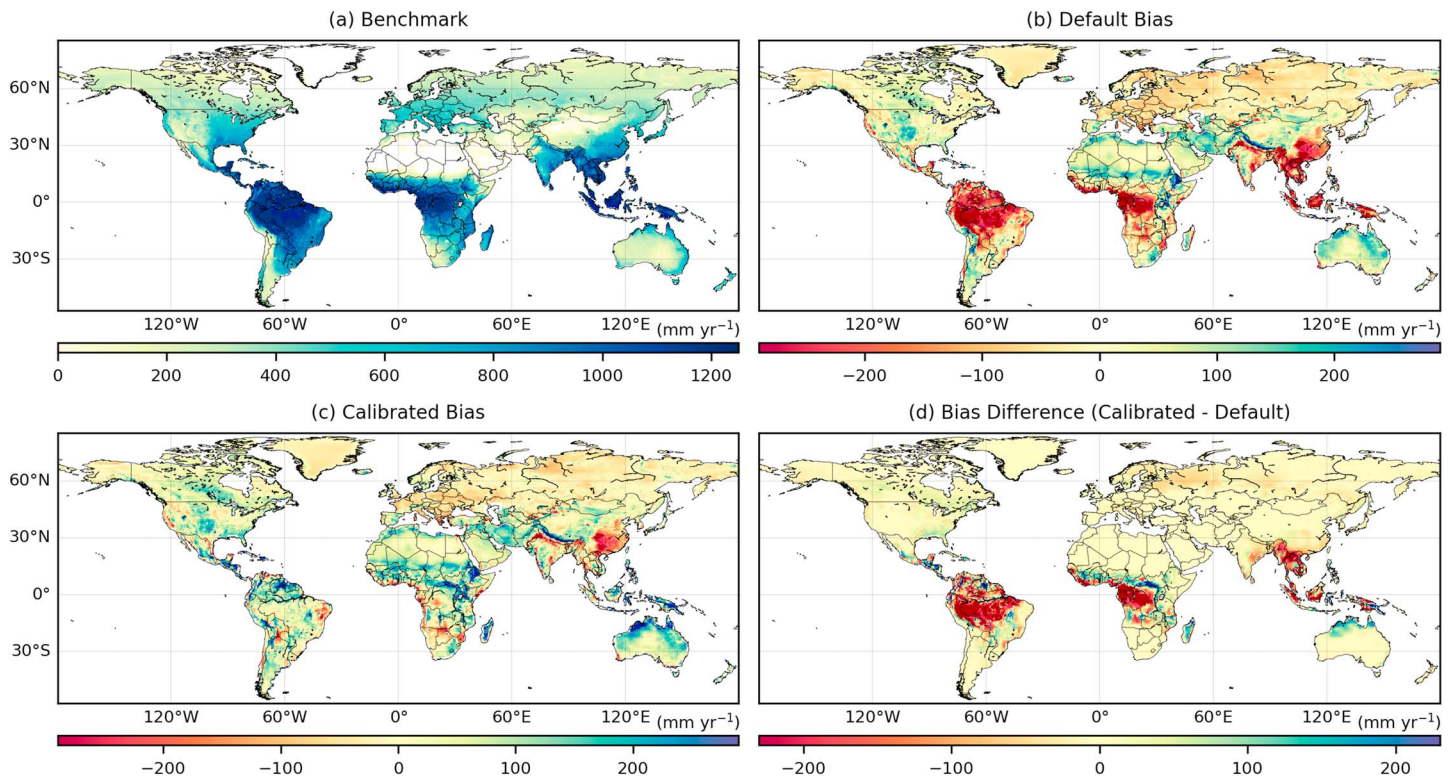 (a) Benchmark
(b) Default Bias
60°N
30°N
0°
30°S
120°W 60°W 0° 60°E 120°E (mm yr⁻¹)
120°W 60°W 0° 60°E 120°E (mm yr⁻¹)
0 200 400 600 800 1000 1200
−200 −100 0 100 200
(c) Calibrated Bias
(d) Bias Difference (Calibrated - Default)
60°N
30°N
0°
30°S
120°W 60°W 0° 60°E 120°E (mm yr⁻¹)
120°W 60°W 0° 60°E 120°E (mm yr⁻¹)
−200 −100 0 100 200
−200 −100 0 100 200